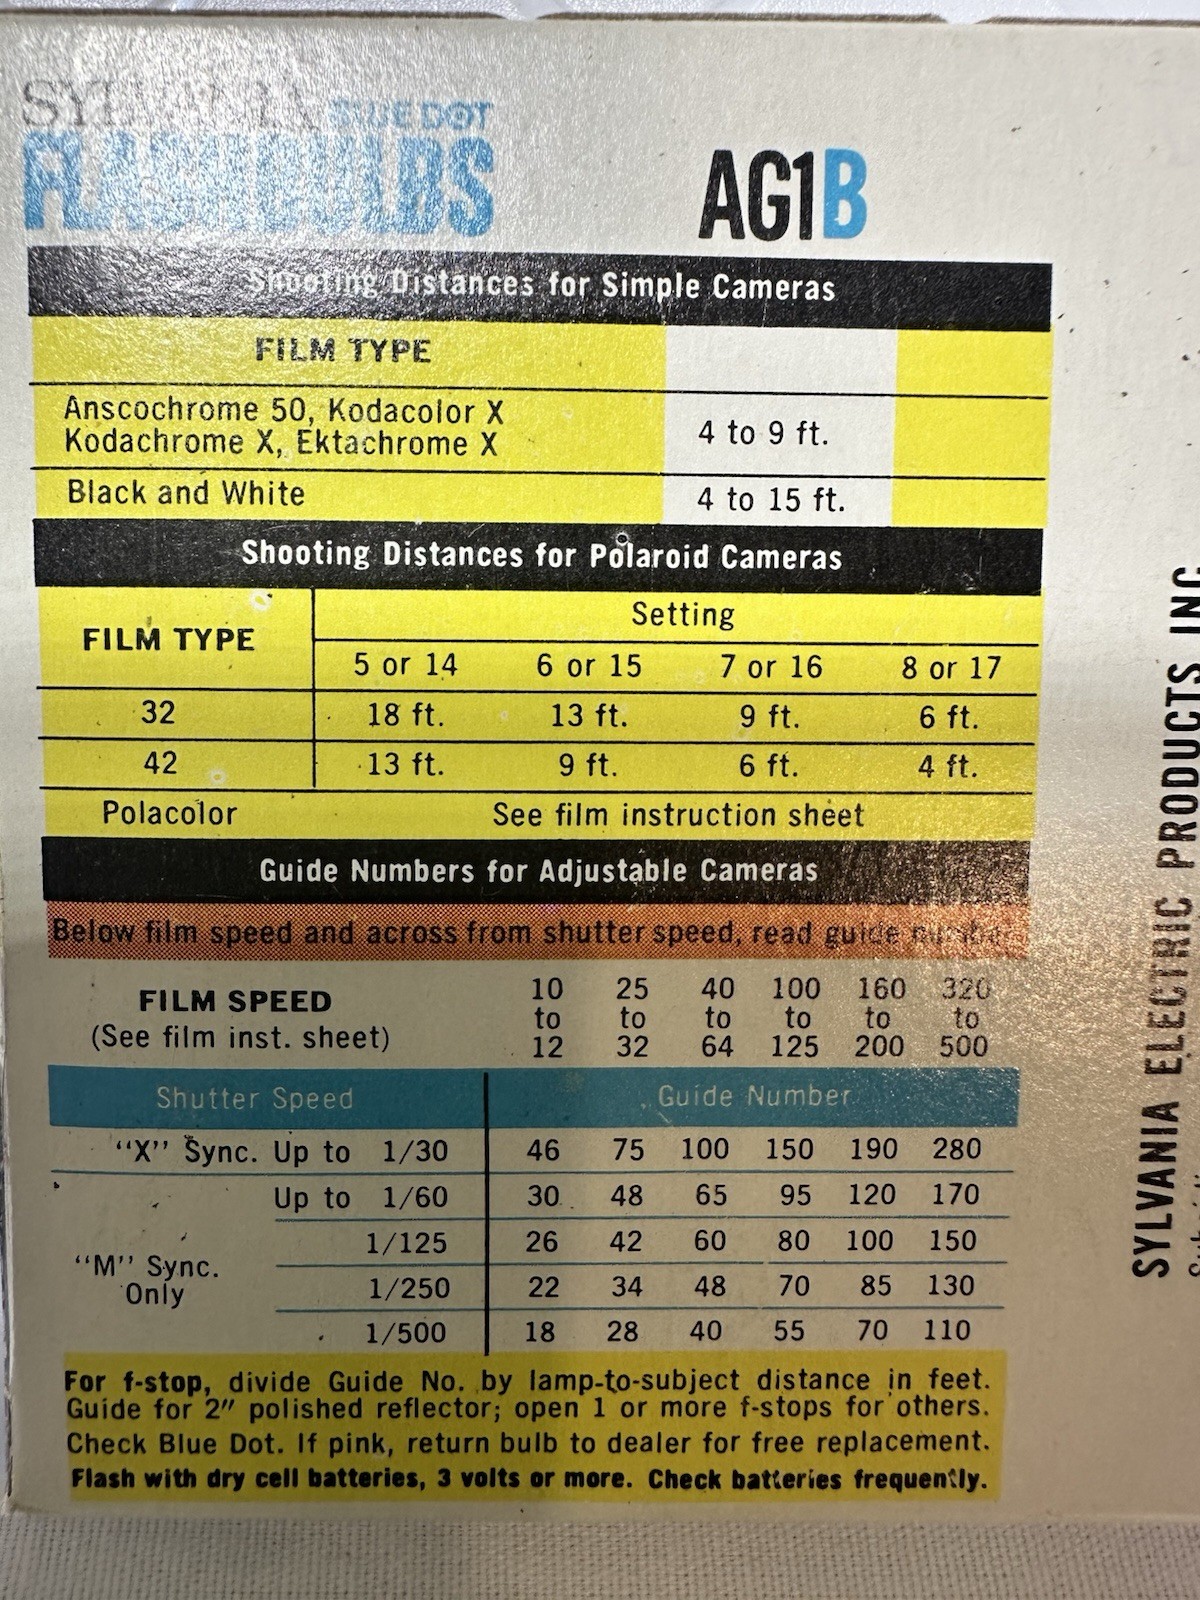 SYLVANIA BLUE DOT
FLASHBULBS
AG1B
Shooting Distances for Simple Cameras
FILM TYPE
Anscochrome 50, Kodacolor X
Kodachrome X, Ektachrome X
4 to 9 ft.
Black and White 4 to 15 ft.
Shooting Distances for Polaroid Cameras
FILM TYPE
Setting
5 or 14 6 or 15 7 or 16 8 or 17
32 18 ft. 13 ft. 9 ft. 6 ft.
42 13 ft. 9 ft. 6 ft. 4 ft.
Polacolor See film instruction sheet
Guide Numbers for Adjustable Cameras
Below film speed and across from shutter speed, read guide number
FILM SPEED
(See film inst. sheet)
10 25 40 100 160 320
to to to to to to
12 32 64 125 200 500
Shutter Speed Guide Number
“X” Sync. Up to 1/30 46 75 100 150 190 280
Up to 1/60 30 48 65 95 120 170
1/125 26 42 60 80 100 150
“M” Sync.
Only
1/250 22 34 48 70 85 130
1/500 18 28 40 55 70 110
For f-stop, divide Guide No. by lamp-to-subject distance in feet.
Guide for 2” polished reflector; open 1 or more f-stops for others.
Check Blue Dot. If pink, return bulb to dealer for free replacement.
Flash with dry cell batteries, 3 volts or more. Check batteries frequently.
SYLVANIA ELECTRIC PRODUCTS INC